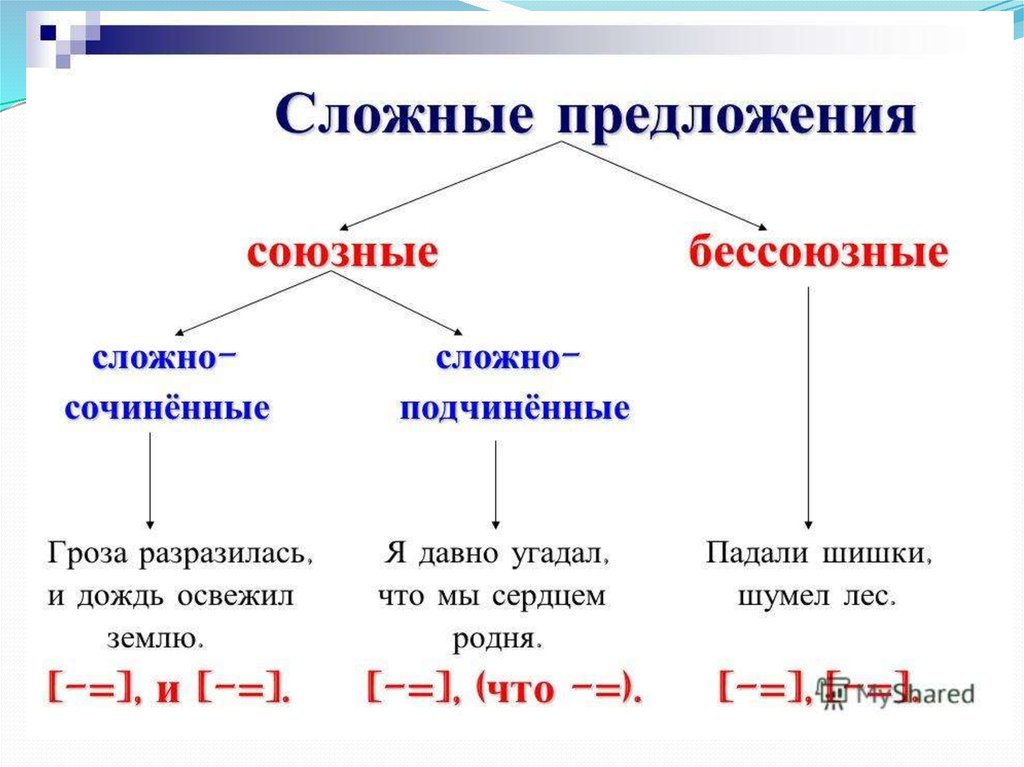 Сложные предложения
союзные
бессоюзные
сложно-
сочинённые
сложно-
подчинённые
Гроза разразилась,
и дождь освежил
землю.
[-=], и [-=].
Я давно угадал,
что мы сердцем
родня.
[-=], (что -=).
Падали шишки,
шумел лес.
[-=], [-=].
MyShared